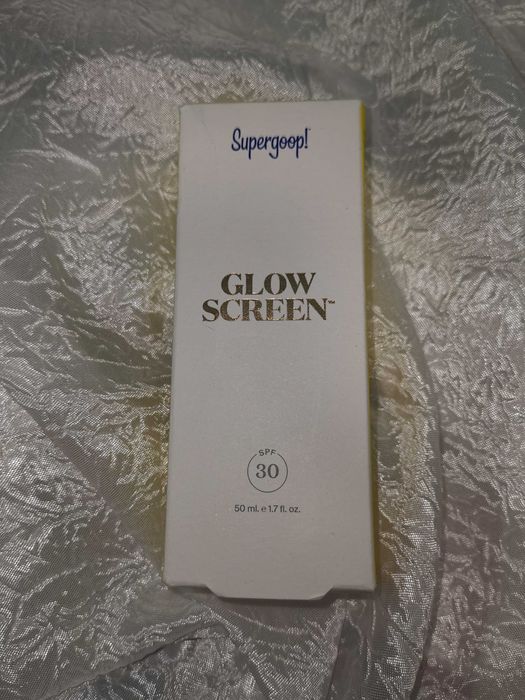 Supergoop!
GLOW
SCREEN™
SPF
30
50 ml. e 1.7 fl. oz.